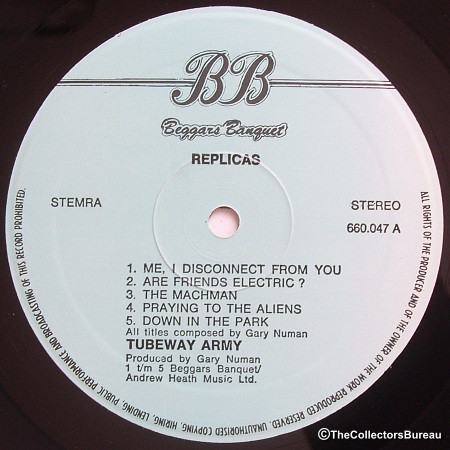 BB
Beggars Banquet
REPLICAS
STEMRA
STEREO
660.047 A
1. ME, I DISCONNECT FROM YOU
2. ARE FRIENDS ELECTRIC ?
3. THE MACHMAN
4. PRAYING TO THE ALIENS
5. DOWN IN THE PARK
All titles composed by Gary Numan
TUBEWAY ARMY
Produced by Gary Numan
1 t/m 5 Beggars Banquet/
Andrew Heath Music Ltd.
ALL RIGHTS OF THE PRODUCER AND OF THE OWNER OF THE WORK REPRODUCED RESERVED. UNAUTHORISED COPYING, HIRING, LENDING, PUBLIC PERFORMANCE AND BROADCASTING OF THIS RECORD PROHIBITED.
©TheCollectorsBureau